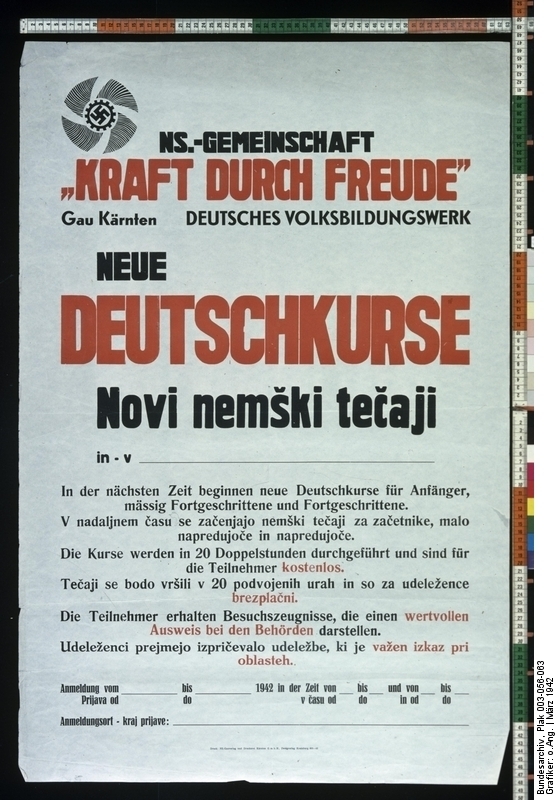 NS.-GEMEINSCHAFT
„KRAFT DURCH FREUDE”
Gau Kärnten DEUTSCHES VOLKSBILDUNGSWERK
NEUE
DEUTSCHKURSE
Novi nemški tečaji
in - v
In der nächsten Zeit beginnen neue Deutschkurse für Anfänger,
mässig Fortgeschrittene und Fortgeschrittene.
V nadaljnem času se začenjajo nemški tečaji za začetnike, malo
napredujoče in napredujoče.
Die Kurse werden in 20 Doppelstunden durchgeführt und sind für
die Teilnehmer kostenlos.
Tečaji se bodo vršili v 20 podvojenih urah in so za udeležence
brezplačni.
Die Teilnehmer erhalten Besuchszeugnisse, die einen wertvollen
Ausweis bei den Behörden darstellen.
Udeleženci prejmejo izpričevalo udeležbe, ki je važen izkaz pri
oblasteh.
Anmeldung vom bis 1942 in der Zeit von bis und von bis
Prijava od do v času od do in od do
Anmeldungsort - kraj prijave:
Bundesarchiv, Plak 003-056-063
Grafiker: o.Ang. | März 1942